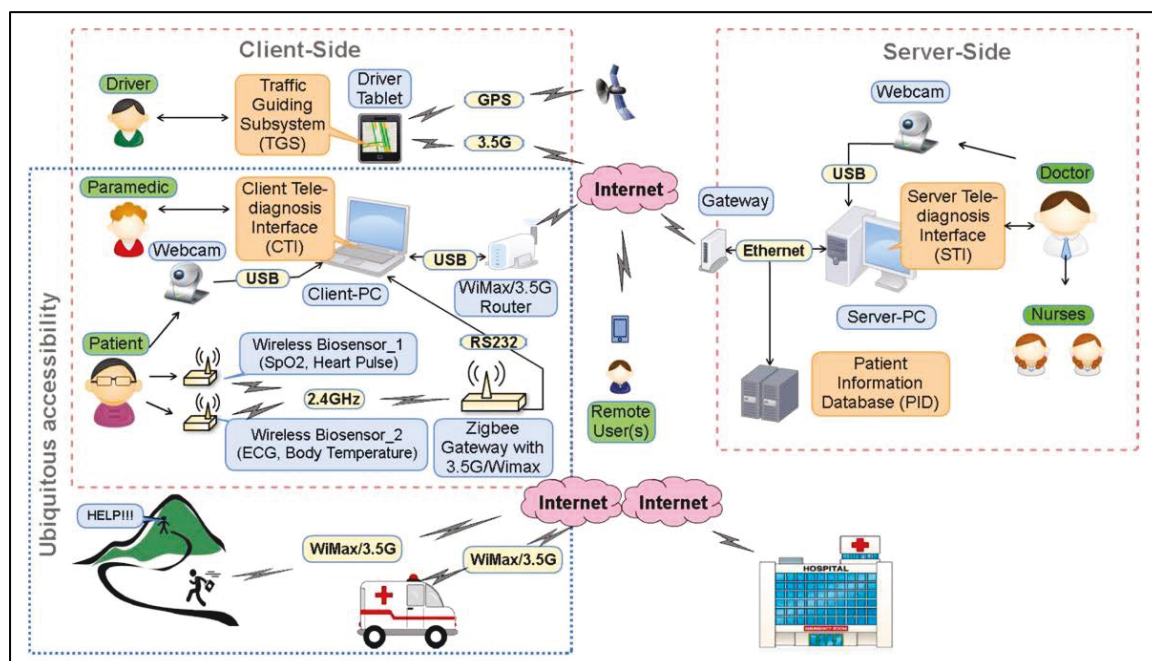 Client-Side
Driver
Traffic
Guiding
Subsystem
(TGS)
Driver
Tablet
GPS
3.5G
Paramedic
Client Tele-
diagnosis
Interface
(CTI)
Webcam
USB
Client-PC
USB
WiMax/3.5G
Router
Patient
Wireless Biosensor_1
(SpO2, Heart Pulse)
2.4GHz
Wireless Biosensor_2
(ECG, Body Temperature)
RS232
Zigbee
Gateway with
3.5G/Wimax
Ubiquitous accessibility
Internet
Remote
User(s)
Server-Side
Webcam
USB
Doctor
Gateway
Ethernet
Server Tele-
diagnosis
Interface
(STI)
Server-PC
Nurses
Patient
Information
Database (PID)
Internet
Internet
HELP!!!
WiMax/3.5G
WiMax/3.5G
HOSPITAL
EMERGENCY ROOM